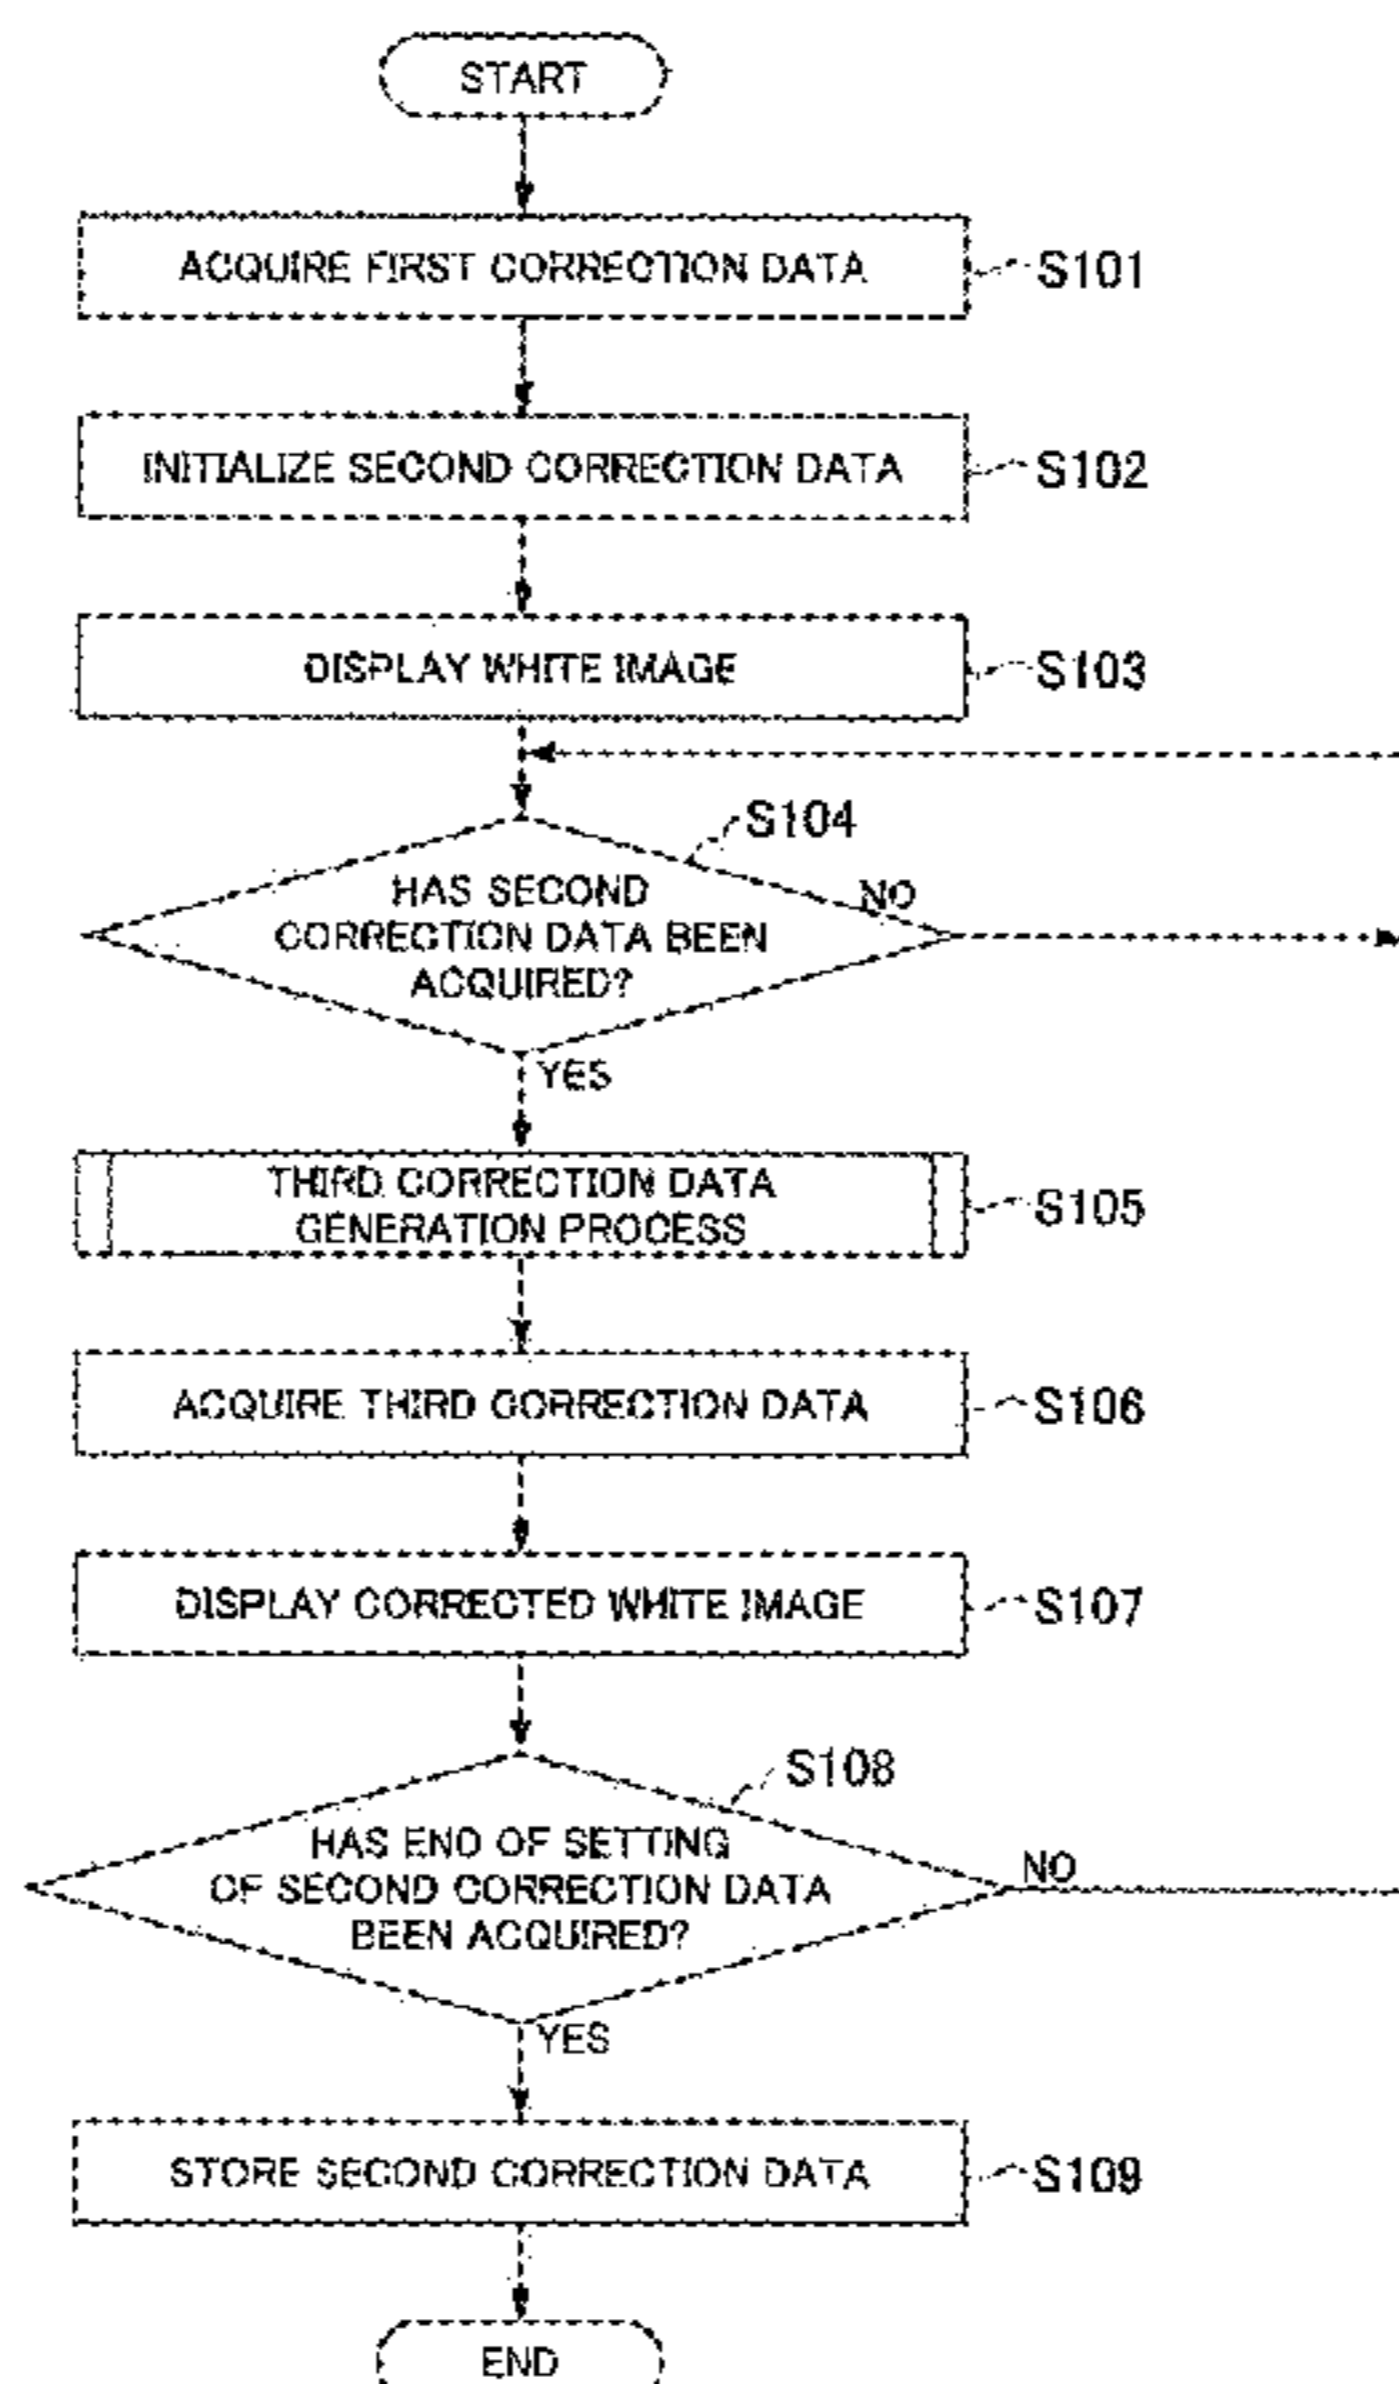 START
ACQUIRE FIRST CORRECTION DATA
S101
INITIALIZE SECOND CORRECTION DATA
S102
DISPLAY WHITE IMAGE
S103
S104
HAS SECOND
CORRECTION DATA BEEN
ACQUIRED?
NO
YES
THIRD CORRECTION DATA
GENERATION PROCESS
S105
ACQUIRE THIRD CORRECTION DATA
S106
DISPLAY CORRECTED WHITE IMAGE
S107
S108
HAS END OF SETTING
OF SECOND CORRECTION DATA
BEEN ACQUIRED?
NO
YES
STORE SECOND CORRECTION DATA
S109
END